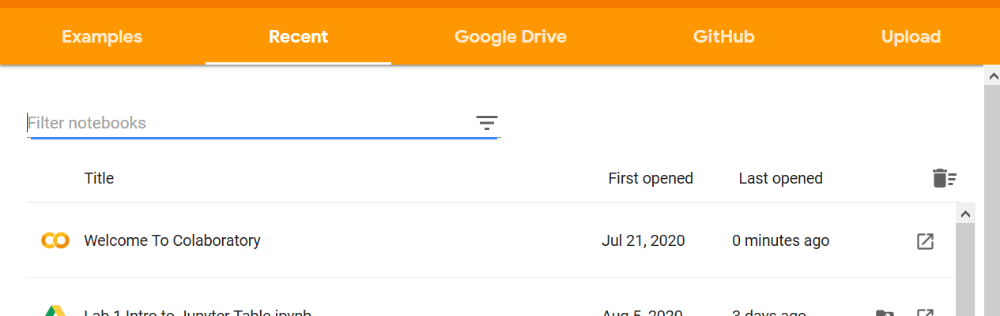 Examples Recent Google Drive GitHub Upload
Filter notebooks
Title First opened Last opened
Welcome To Colaboratory Jul 21, 2020 0 minutes ago
Lab 1 Intro to Jupyter Table.ipynb Aug 5, 2020 3 days ago